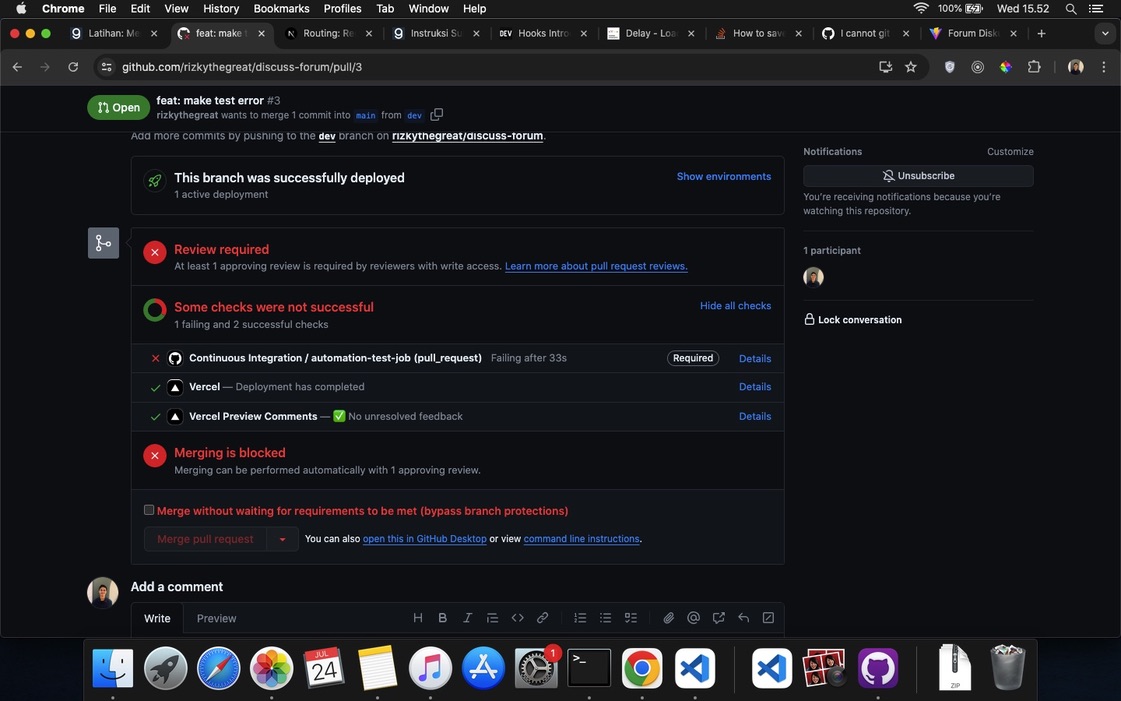 Chrome File Edit View History Bookmarks Profiles Tab Window Help 100% Wed 15.52
Latihan: Me feat: make t Routing: Re Instruksi Su DEV Hooks Intro Delay - Loa How to save I cannot git Forum Disk
github.com/rizkythegreat/discuss-forum/pull/3
Open
feat: make test error #3
rizkythegreat wants to merge 1 commit into main from dev
Add more commits by pushing to the dev branch on rizkythegreat/discuss-forum.
This branch was successfully deployed
1 active deployment
Show environments
Review required
At least 1 approving review is required by reviewers with write access. Learn more about pull request reviews.
Some checks were not successful
1 failing and 2 successful checks
Hide all checks
Continuous Integration / automation-test-job (pull_request) Failing after 33s Required Details
Vercel — Deployment has completed Details
Vercel Preview Comments — ✅ No unresolved feedback Details
Merging is blocked
Merging can be performed automatically with 1 approving review.
Merge without waiting for requirements to be met (bypass branch protections)
Merge pull request You can also open this in GitHub Desktop or view command line instructions.
Add a comment
Write Preview
Notifications Customize
Unsubscribe
You're receiving notifications because you're
watching this repository.
1 participant
Lock conversation
JUL
24
1
ZIP